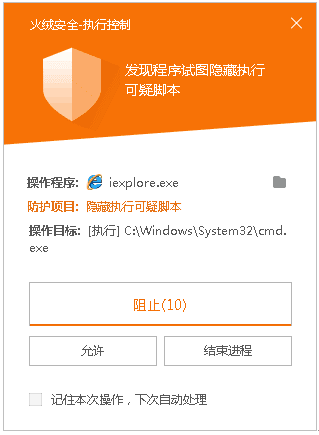 火绒安全-执行控制
发现程序试图隐藏执行
可疑脚本
操作程序: iexplore.exe
防护项目: 隐藏执行可疑脚本
操作目标: [执行] C:\Windows\System32\cmd.
exe
阻止(10)
允许
结束进程
记住本次操作，下次自动处理